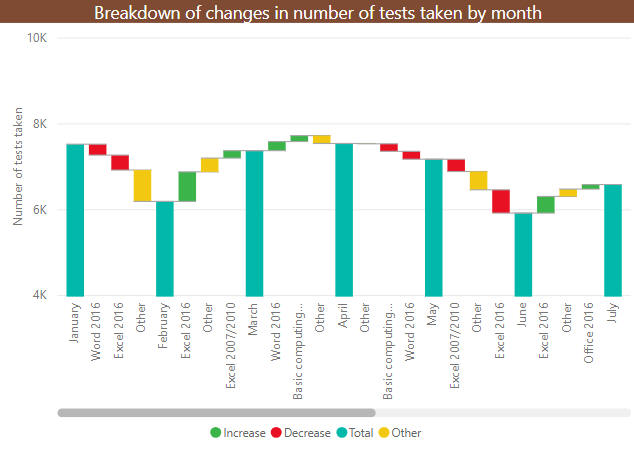 Breakdown of changes in number of tests taken by month
10K
8K
6K
4K
Number of tests taken
January
Word 2016
Excel 2016
Other
February
Excel 2016
Other
Excel 2007/2010
March
Word 2016
Basic computing...
Other
April
Other
Basic computing...
Word 2016
May
Excel 2007/2010
Other
Excel 2016
June
Excel 2016
Other
Office 2016
July
Increase Decrease Total Other